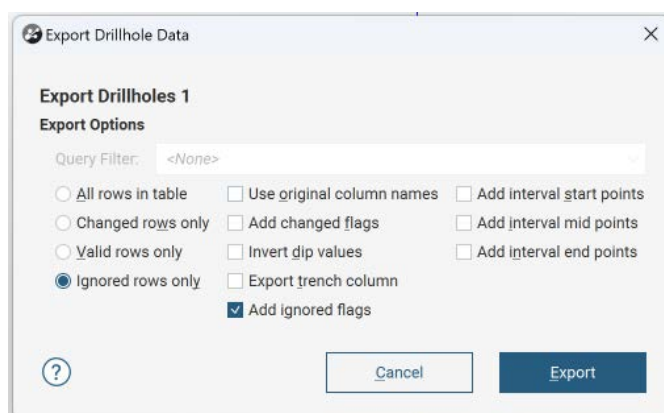 Export Drillhole Data
Export Drillholes 1
Export Options
Query Filter: <None>
All rows in table Use original column names Add interval start points
Changed rows only Add changed flags Add interval mid points
Valid rows only Invert dip values Add interval end points
Ignored rows only Export trench column
Add ignored flags
? Cancel Export